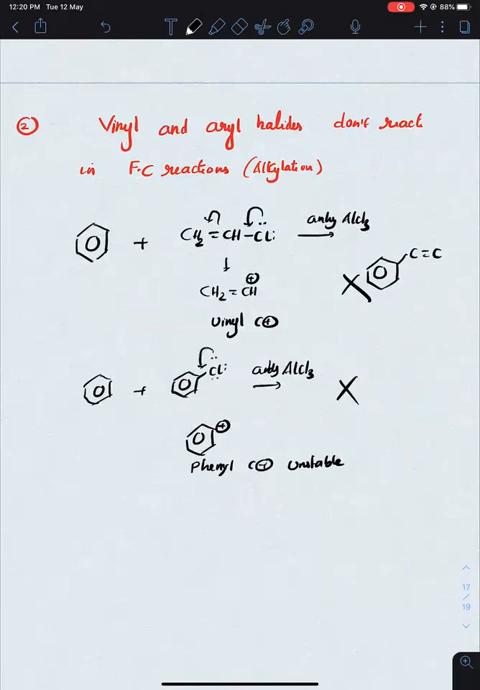 12:20 PM Tue 12 May
88%
② Vinyl and aryl halides don't react
in F.C reactions (Alkylation)
+ CH2=CH-Cl: anhy AlCl3
C=C
CH2=CH ⊕
vinyl C⊕
+ Cl: anhy AlCl3
⊕
Phenyl C⊕ unstable
17
/
19